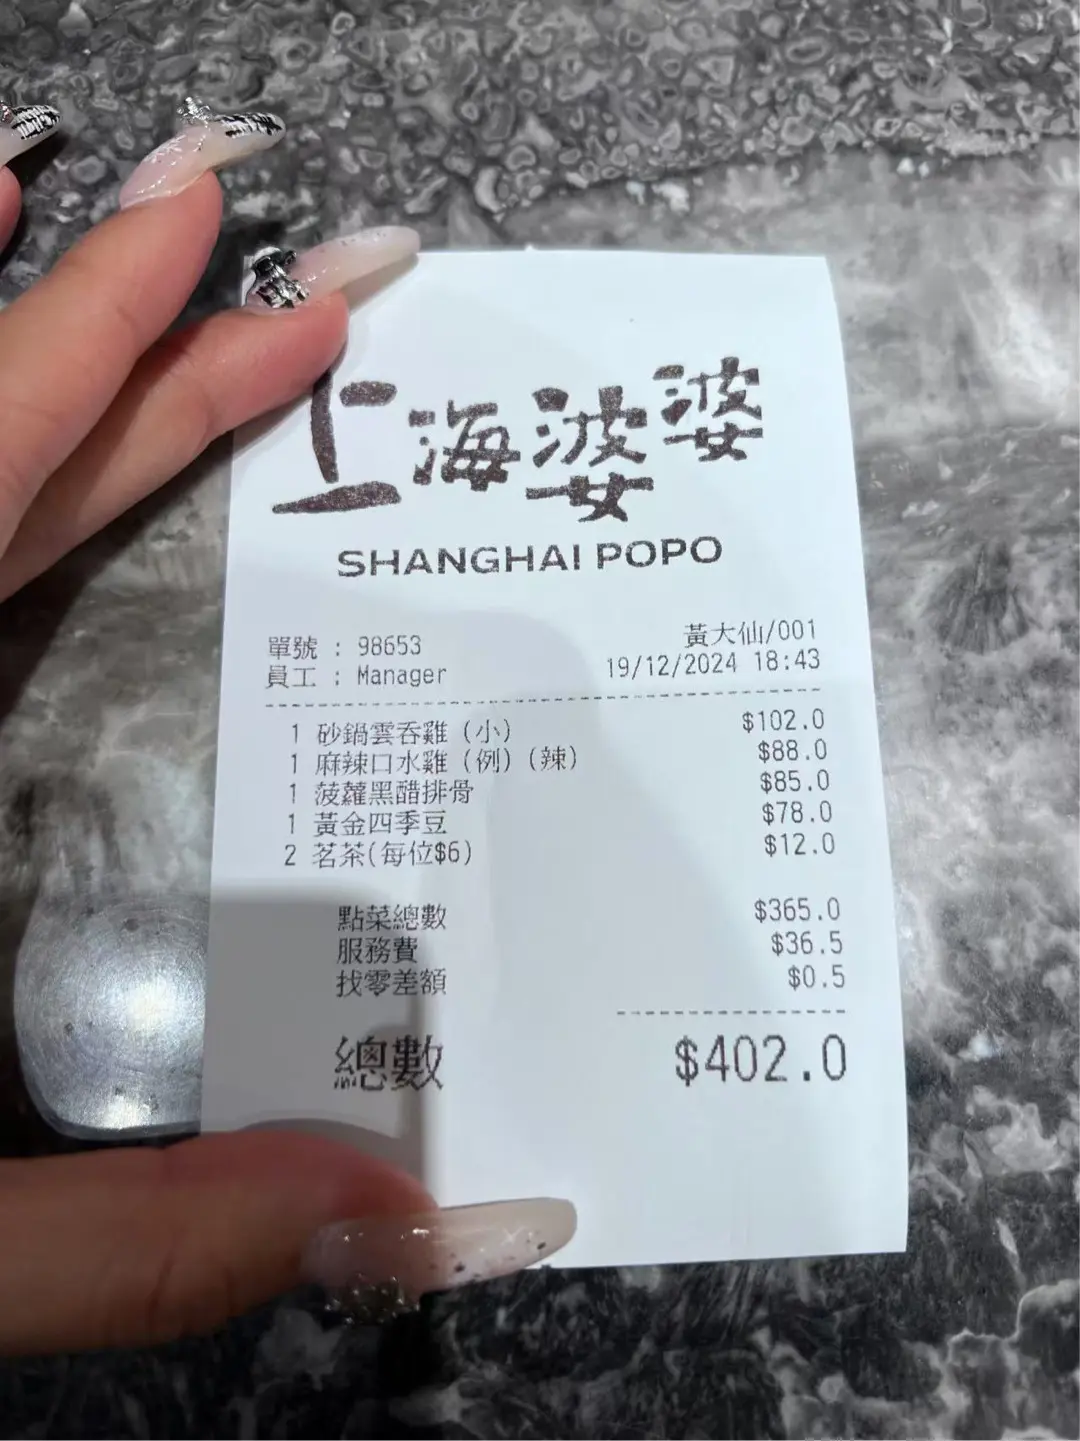 上海婆婆
SHANGHAI POPO
單號 : 98653 黃大仙/001
員工 : Manager 19/12/2024 18:43
1 砂鍋雲吞雞 (小) $102.0
1 麻辣口水雞 (例) (辣) $88.0
1 菠蘿黑醋排骨 $85.0
1 黃金四季豆 $78.0
2 茗茶(每位$6) $12.0
點菜總數 $365.0
服務費 $36.5
找零差額 $0.5
總數 $402.0